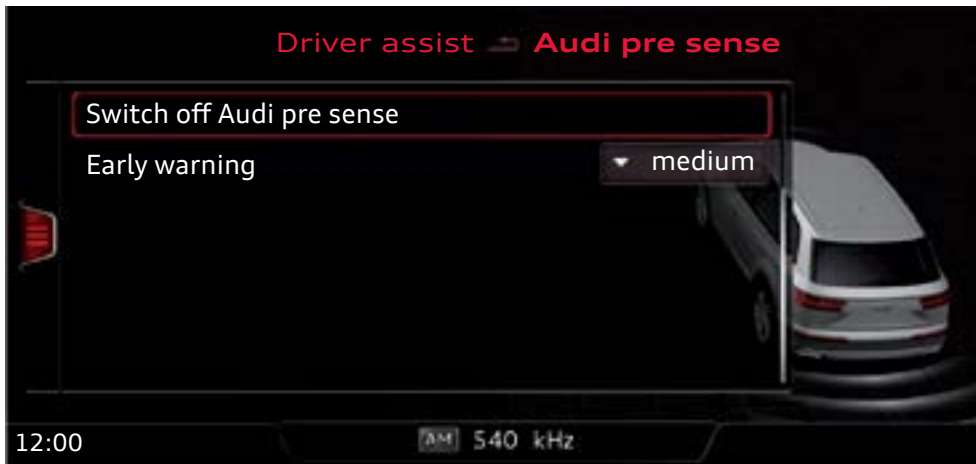 Driver assist Audi pre sense
Switch off Audi pre sense
Early warning medium
12:00 AM 540 kHz